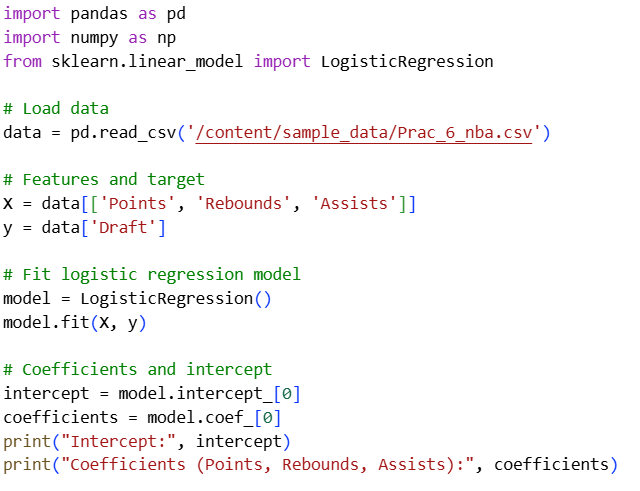 import pandas as pd
import numpy as np
from sklearn.linear_model import LogisticRegression
# Load data
data = pd.read_csv('/content/sample_data/Prac_6_nba.csv')
# Features and target
X = data[['Points', 'Rebounds', 'Assists']]
y = data['Draft']
# Fit logistic regression model
model = LogisticRegression()
model.fit(X, y)
# Coefficients and intercept
intercept = model.intercept_[0]
coefficients = model.coef_[0]
print("Intercept:", intercept)
print("Coefficients (Points, Rebounds, Assists):", coefficients)